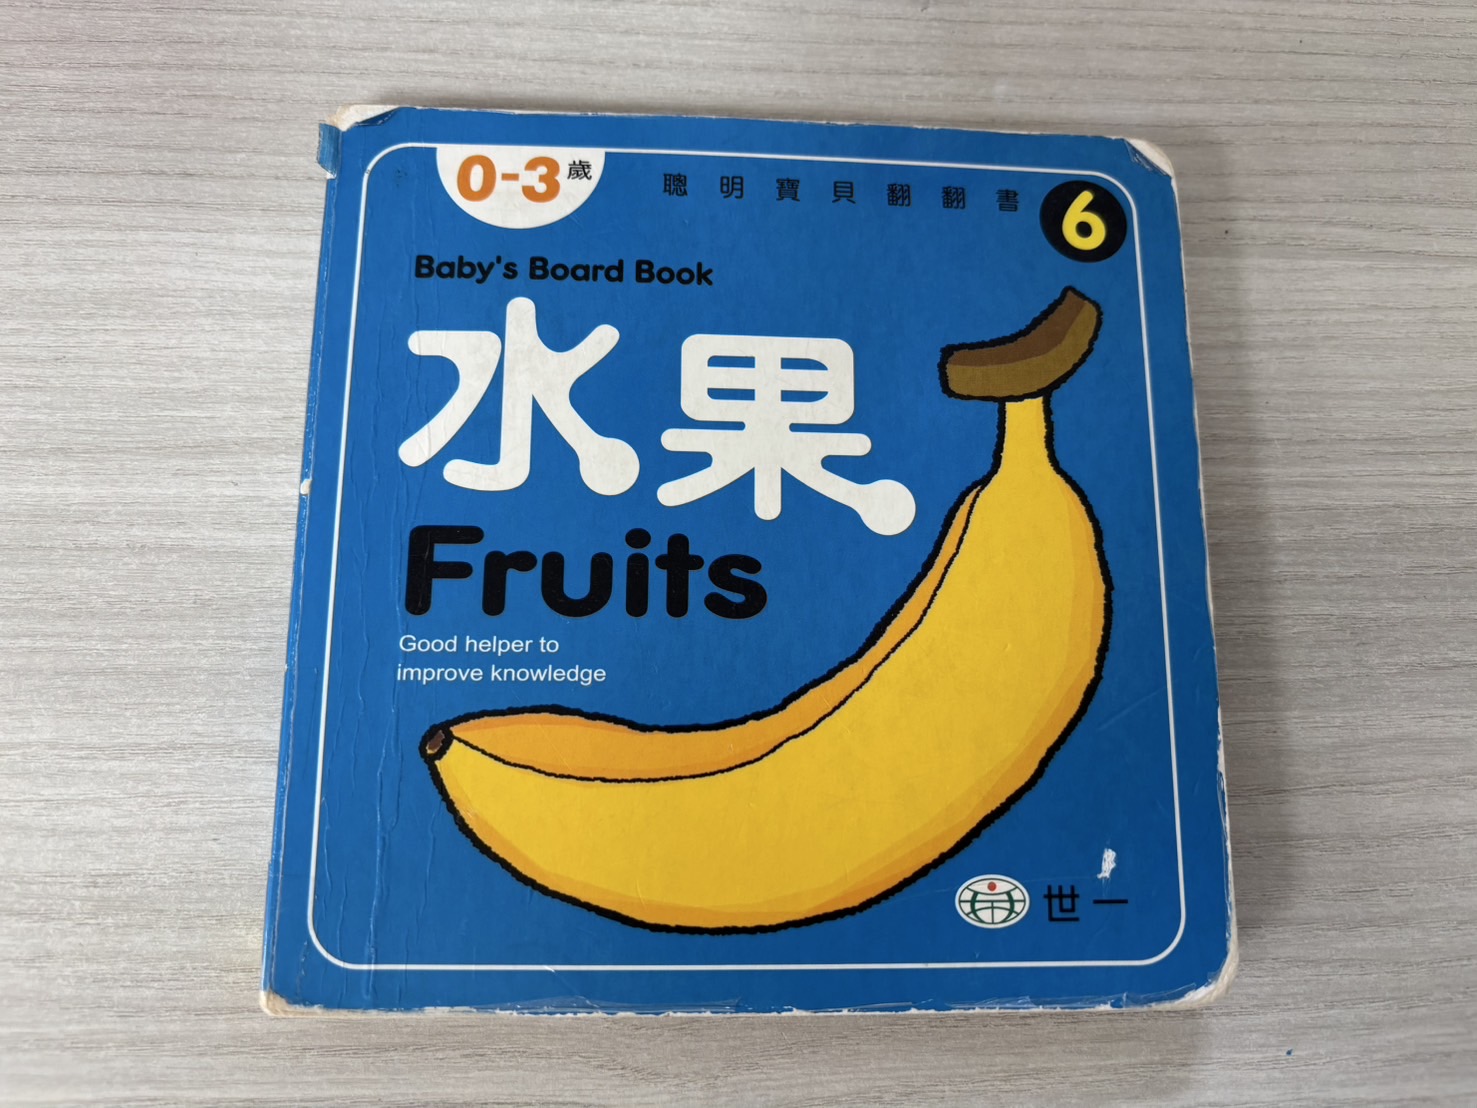 0-3歲
聰明寶貝翻翻書
6
Baby's Board Book
水果
Fruits
Good helper to
improve knowledge
世一